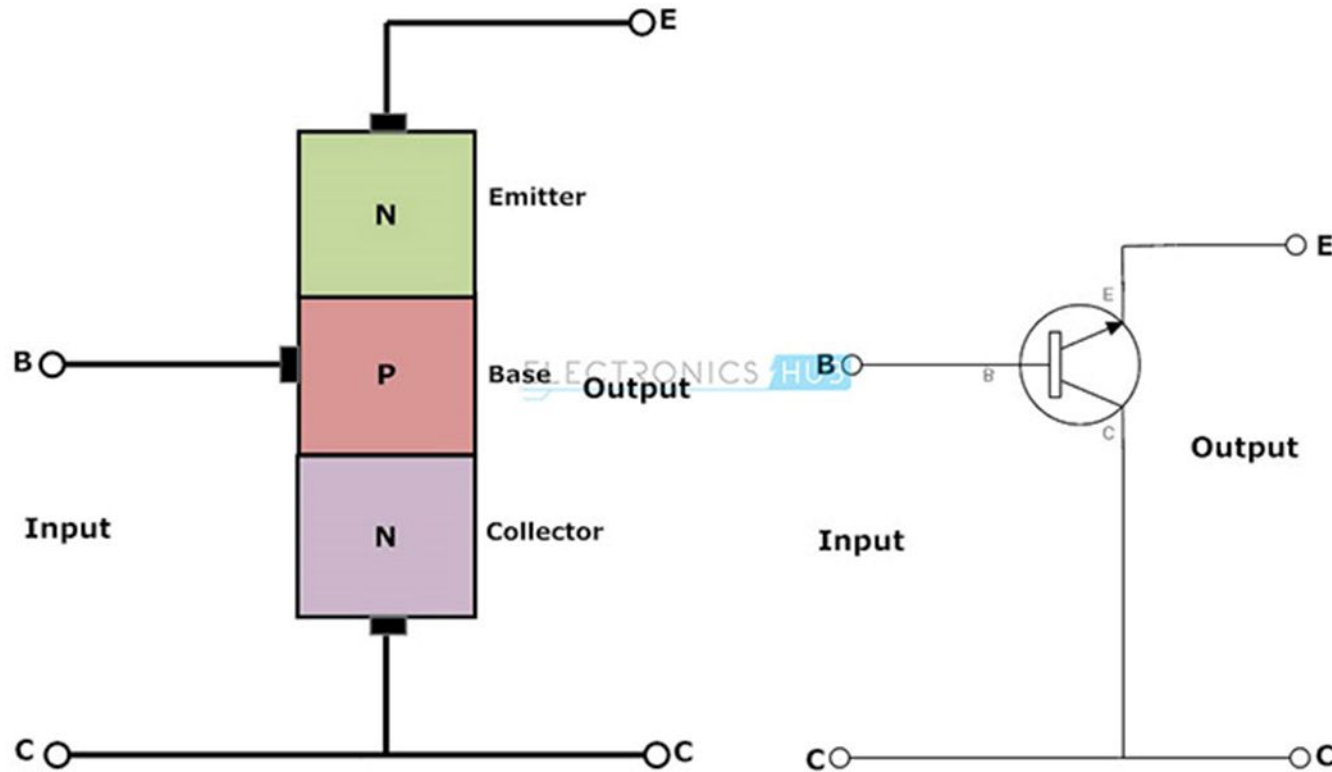 E
N
Emitter
B
P
Base
Output
N
Collector
Input
C
C
ELECTRONICS HUB
E
E
B
B
C
Output
Input
C
C